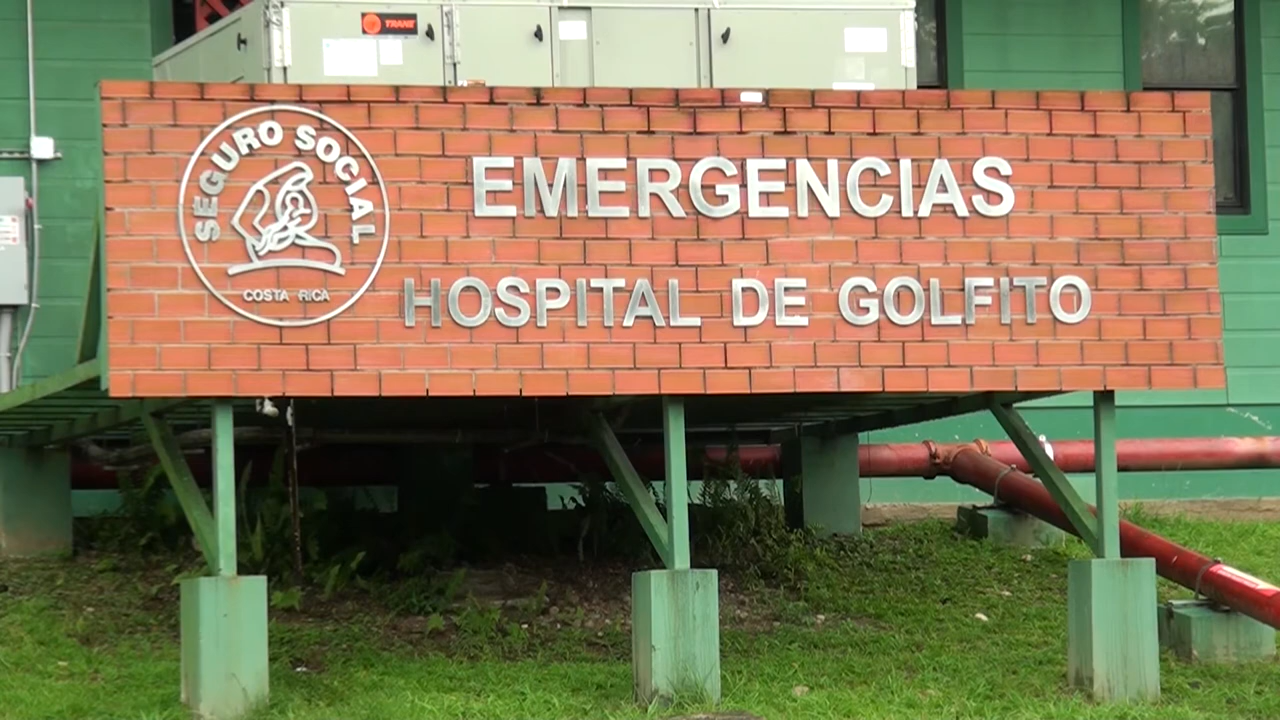 TRANE
SEGURO SOCIAL
COSTA RICA
EMERGENCIAS
HOSPITAL DE GOLFITO